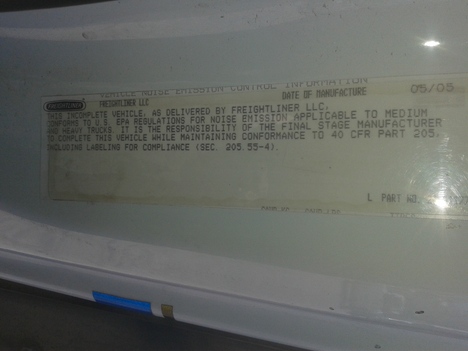 VEHICLE NOISE EMISSION CONTROL INFORMATION
FREIGHTLINER FREIGHTLINER LLC DATE OF MANUFACTURE 05/05
THIS INCOMPLETE VEHICLE, AS DELIVERED BY FREIGHTLINER LLC,
CONFORMS TO U.S. EPA REGULATIONS FOR NOISE EMISSION APPLICABLE TO MEDIUM
AND HEAVY TRUCKS. IT IS THE RESPONSIBILITY OF THE FINAL STAGE MANUFACTURER
TO COMPLETE THIS VEHICLE WHILE MAINTAINING CONFORMANCE TO 40 CFR PART 205,
INCLUDING LABELING FOR COMPLIANCE (SEC. 205.55-4).
L PART NO.